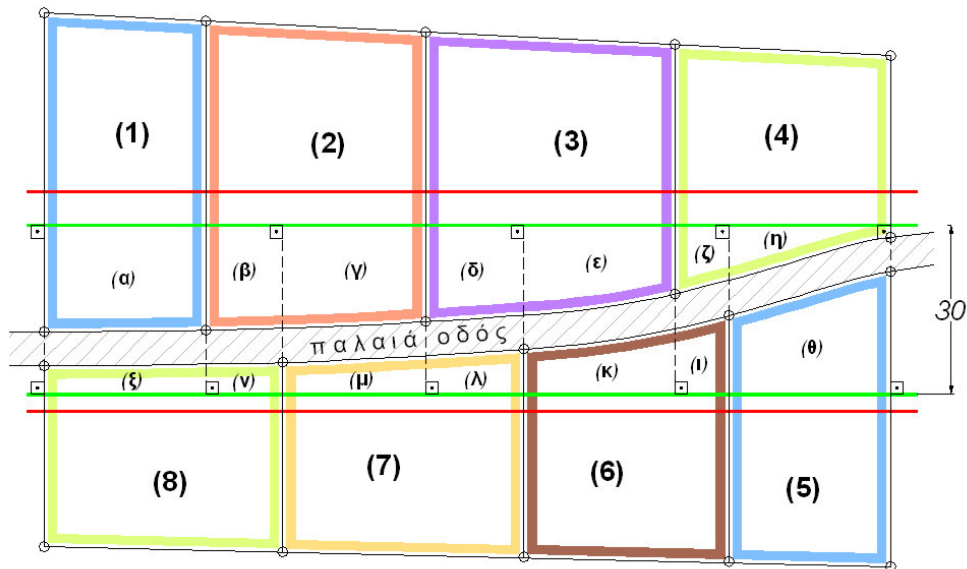 (1)
(2)
(3)
(4)
(α)
(β)
(γ)
(δ)
(ε)
(ζ)
(η)
παλαιά οδός
30
(ξ)
(ν)
(μ)
(λ)
(κ)
(ι)
(θ)
(8)
(7)
(6)
(5)